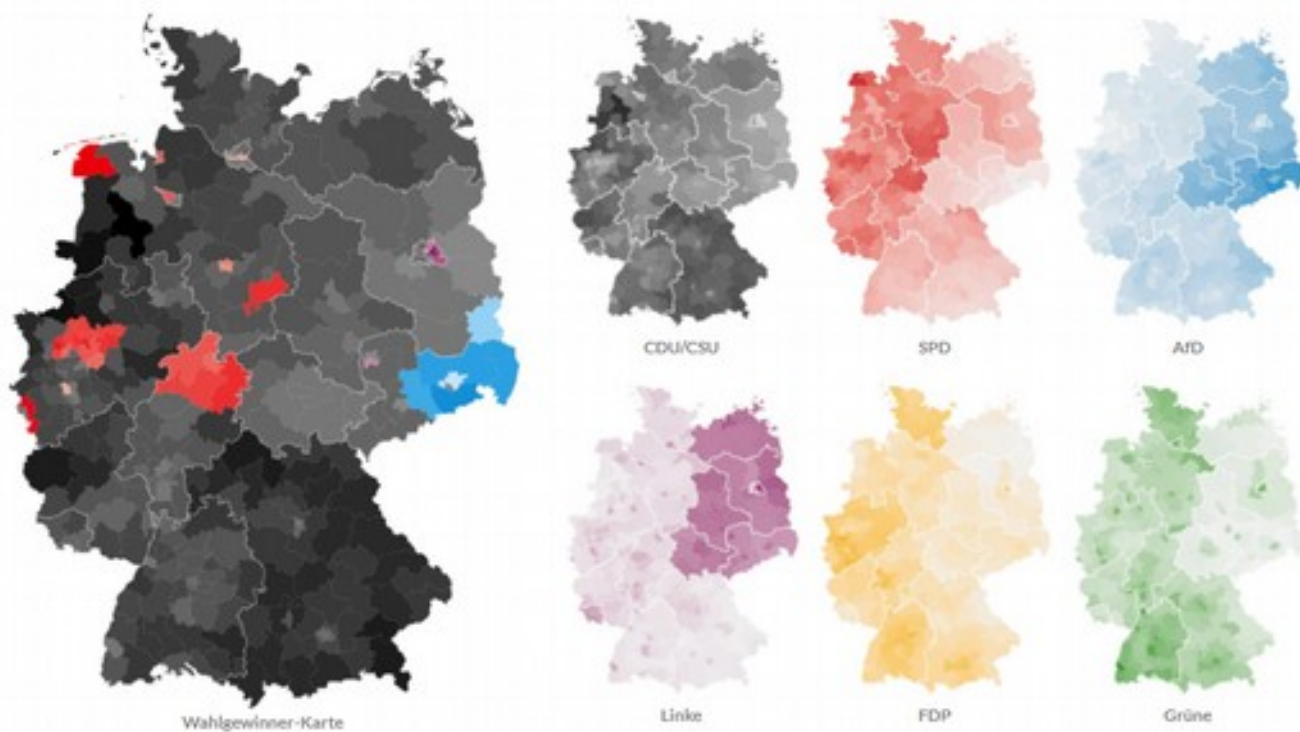 CDU/CSU
SPD
AfD
Wahlgewinner-Karte
Linke
FDP
Grüne